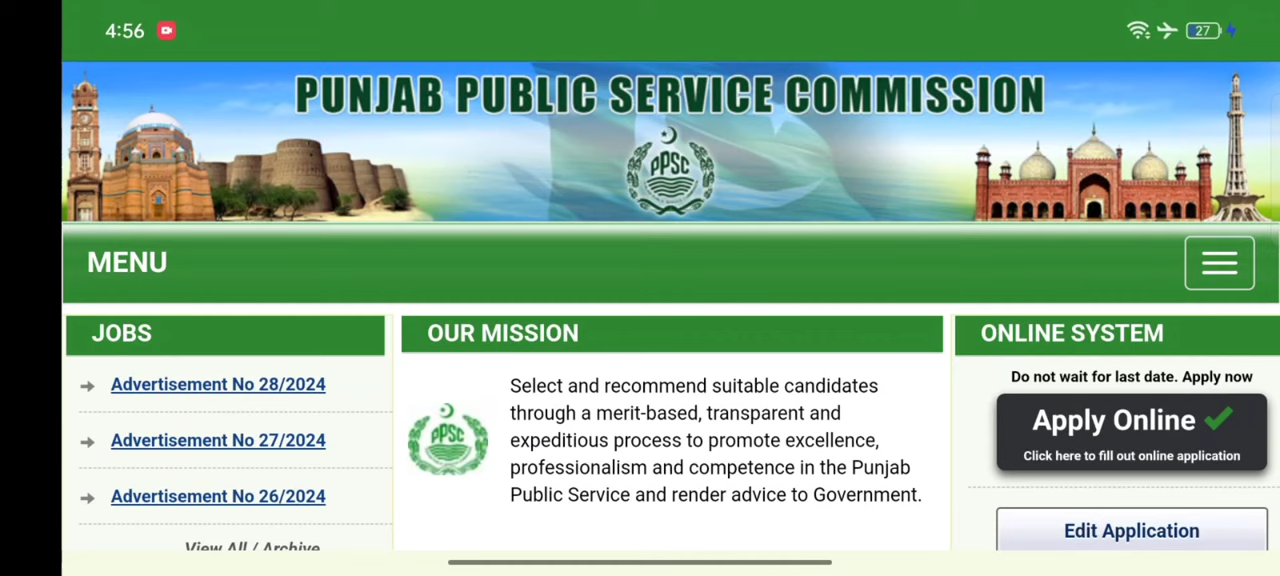 4:56
27
PUNJAB PUBLIC SERVICE COMMISSION
PPSC
MENU
JOBS
Advertisement No 28/2024
Advertisement No 27/2024
Advertisement No 26/2024
View All / Archive
OUR MISSION
PPSC
Select and recommend suitable candidates
through a merit-based, transparent and
expeditious process to promote excellence,
professionalism and competence in the Punjab
Public Service and render advice to Government.
ONLINE SYSTEM
Do not wait for last date. Apply now
Apply Online
Click here to fill out online application
Edit Application